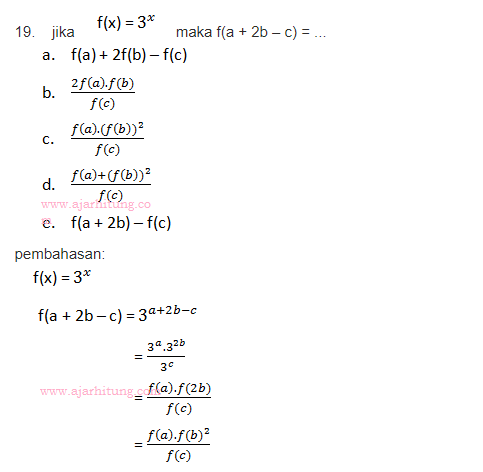 19. jika f(x) = 3^x maka f(a + 2b – c) = ...
a. f(a) + 2f(b) – f(c)
b. \frac{2f(a).f(b)}{f(c)}
c. \frac{f(a).(f(b))^2}{f(c)}
d. \frac{f(a)+(f(b))^2}{f(c)}
www.ajarhitung.co
e. f(a + 2b) – f(c)
pembahasan:
f(x) = 3^x
f(a + 2b – c) = 3^{a+2b−c}
= \frac{3^a.3^{2b}}{3^c}
www.ajarhitung.com
= \frac{f(a).f(2b)}{f(c)}
= \frac{f(a).f(b)^2}{f(c)}